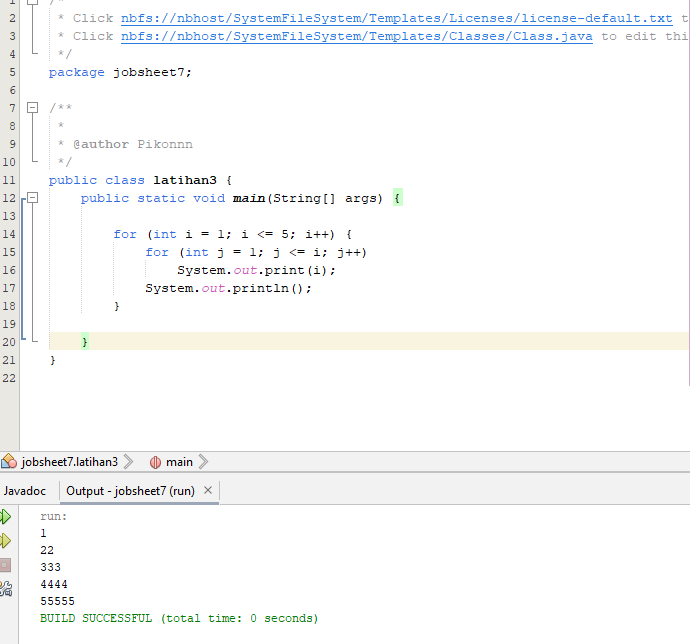 1 /*
2 * Click nbfs://nbhost/SystemFileSystem/Templates/Licenses/license-default.txt t
3 * Click nbfs://nbhost/SystemFileSystem/Templates/Classes/Class.java to edit thi
4 */
5 package jobsheet7;
6
7 /**
8 *
9 * @author Pikonnn
10 */
11 public class latihan3 {
12 public static void main(String[] args) {
13
14 for (int i = 1; i <= 5; i++) {
15 for (int j = 1; j <= i; j++)
16 System.out.print(i);
17 System.out.println();
18 }
19
20 }
21 }
22
jobsheet7.latihan3 main
Javadoc Output - jobsheet7 (run) ×
run:
1
22
333
4444
55555
BUILD SUCCESSFUL (total time: 0 seconds)